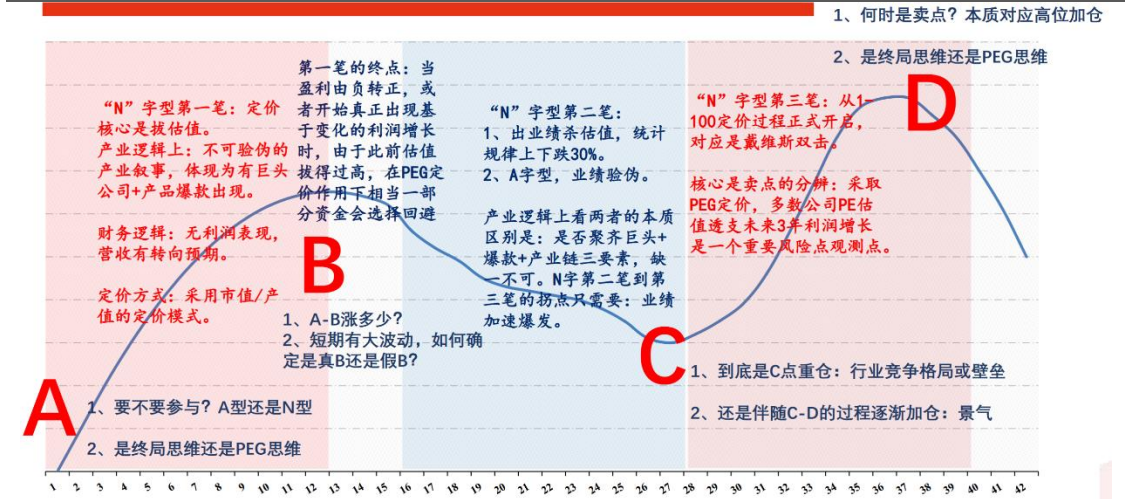 1、何时是卖点？本质对应高位加仓
2、是终局思维还是PEG思维
“N”字型第一笔：定价
核心是拔估值。
产业逻辑上：不可验伪的
产业叙事，体现为有巨头
公司+产品爆款出现。
财务逻辑：无利润表现，
营收有转向预期。
定价方式：采用市值/产
值的定价模式。
第一笔的终点：当
盈利由负转正，或
者开始真正出现基
于变化的利润增长
时，由于此前估值
拔得过高，在PEG定
价作用下相当一部
分资金会选择回避
“N”字型第二笔：
1、出业绩杀估值，统计
规律上下跌30%。
2、A字型，业绩验伪。
产业逻辑上看两者的本质
区别是：是否聚齐巨头+
爆款+产业链三要素，缺
一不可。N字第二笔到第
三笔的拐点只需要：业绩
加速爆发。
“N”字型第三笔：从1-
100定价过程正式开启，
对应是戴维斯双击。
核心是卖点的分辨：采取
PEG定价，多数公司PE估
值透支未来3年利润增长
是一个重要风险点观测点。
A
1、要不要参与？A型还是N型
2、是终局思维还是PEG思维
B
1、A-B涨多少？
2、短期有大波动，如何确
定是真B还是假B？
C
1、到底是C点重仓：行业竞争格局或壁垒
2、还是伴随C-D的过程逐渐加仓：景气
D
1 2 3 4 5 6 7 8 9 10 11 12 13 14 15 16 17 18 19 20 21 22 23 24 25 26 27 28 29 30 31 32 33 34 35 36 37 38 39 40 41 42